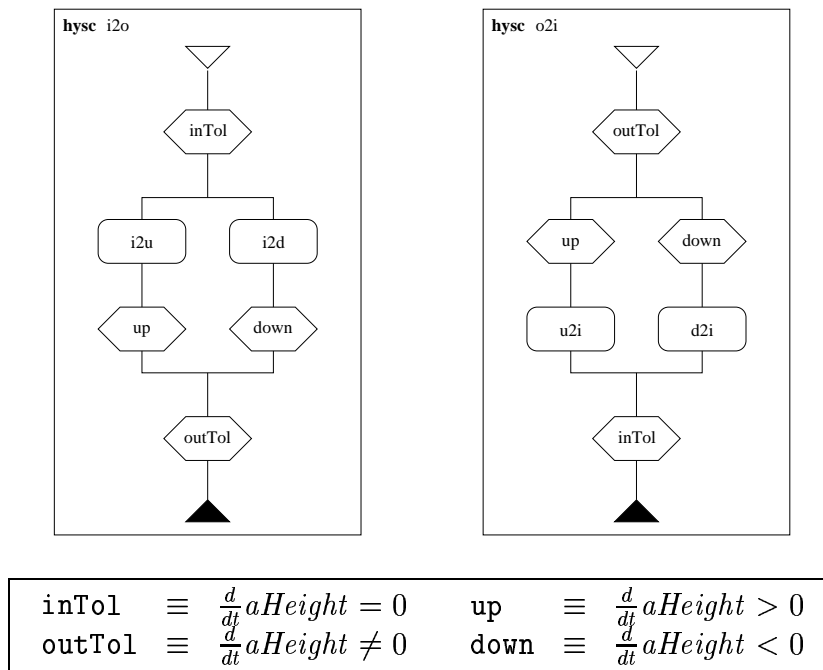 hysc i2o
inTol
i2u i2d
up down
outTol
hysc o2i
outTol
up down
u2i d2i
inTol
inTol ≡ d/dt aHeight = 0 up ≡ d/dt aHeight > 0
outTol ≡ d/dt aHeight ≠ 0 down ≡ d/dt aHeight < 0